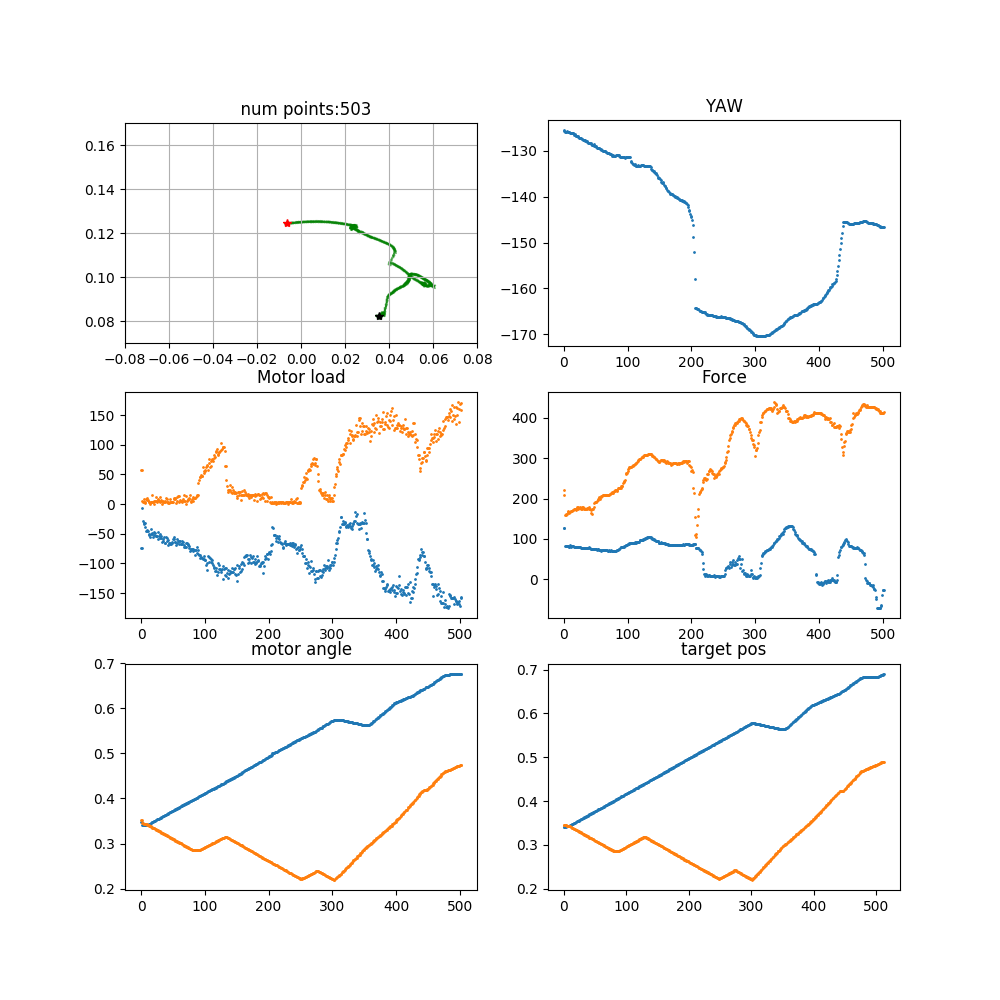 num points:503
0.16
0.14
0.12
0.10
0.08
−0.08 −0.06 −0.04 −0.02 0.00 0.02 0.04 0.06 0.08
YAW
−130
−140
−150
−160
−170
0 100 200 300 400 500
Motor load
150
100
50
0
−50
−100
−150
0 100 200 300 400 500
Force
400
300
200
100
0
0 100 200 300 400 500
motor angle
0.7
0.6
0.5
0.4
0.3
0.2
0 100 200 300 400 500
target pos
0.7
0.6
0.5
0.4
0.3
0.2
0 100 200 300 400 500